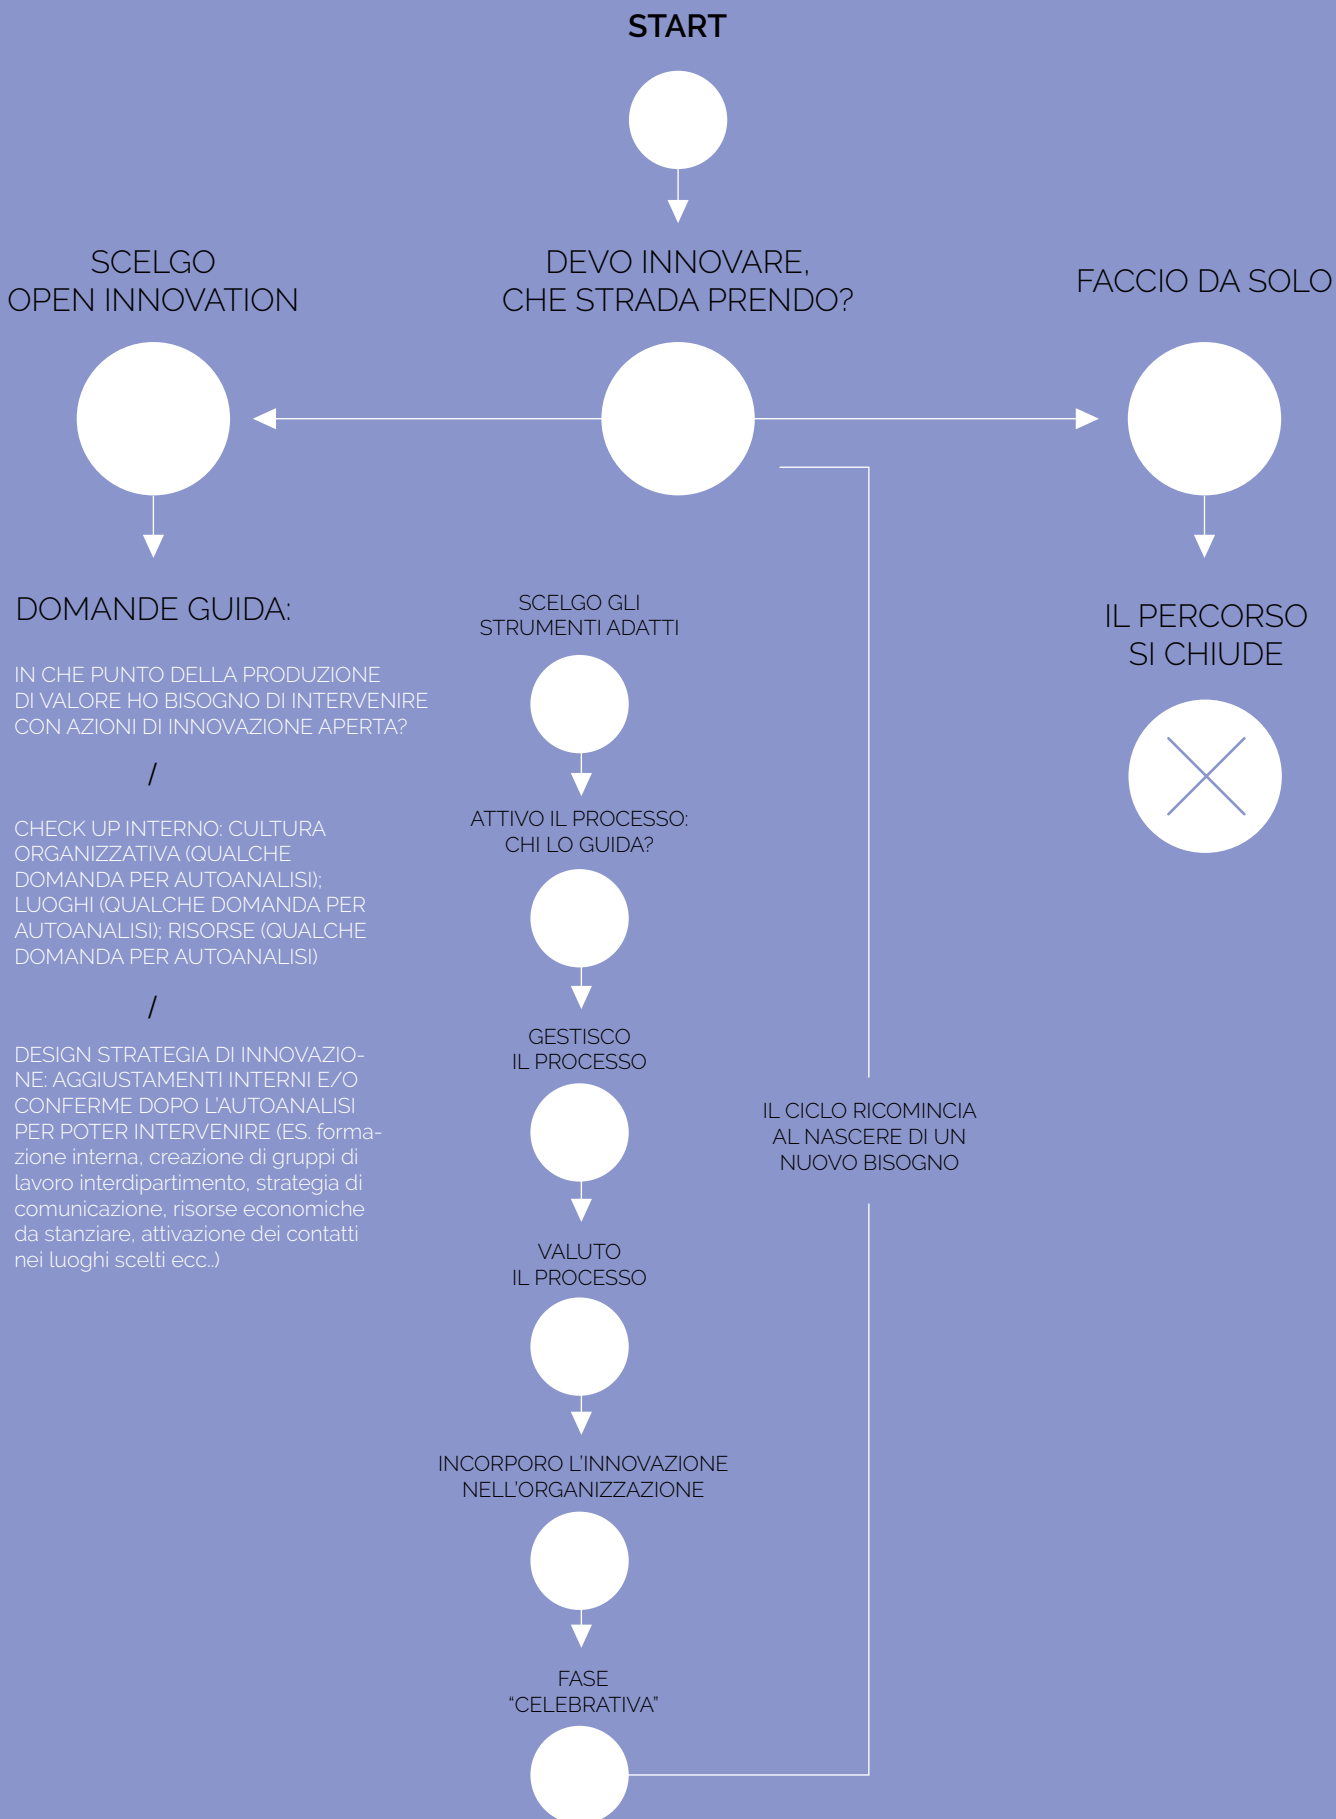 START
SCELGO
OPEN INNOVATION
DEVO INNOVARE,
CHE STRADA PRENDO?
FACCIO DA SOLO
DOMANDE GUIDA:
IN CHE PUNTO DELLA PRODUZIONE
DI VALORE HO BISOGNO DI INTERVENIRE
CON AZIONI DI INNOVAZIONE APERTA?
/
CHECK UP INTERNO: CULTURA
ORGANIZZATIVA (QUALCHE
DOMANDA PER AUTOANALISI);
LUOGHI (QUALCHE DOMANDA PER
AUTOANALISI); RISORSE (QUALCHE
DOMANDA PER AUTOANALISI)
/
DESIGN STRATEGIA DI INNOVAZIO-
NE: AGGIUSTAMENTI INTERNI E/O
CONFERME DOPO L'AUTOANALISI
PER POTER INTERVENIRE (ES. forma-
zione interna, creazione di gruppi di
lavoro interdipartimento, strategia di
comunicazione, risorse economiche
da stanziare, attivazione dei contatti
nei luoghi scelti ecc..)
SCELGO GLI
STRUMENTI ADATTI
ATTIVO IL PROCESSO:
CHI LO GUIDA?
GESTISCO
IL PROCESSO
VALUTO
IL PROCESSO
INCORPORO L'INNOVAZIONE
NELL'ORGANIZZAZIONE
FASE
“CELEBRATIVA”
IL CICLO RICOMINCIA
AL NASCERE DI UN
NUOVO BISOGNO
IL PERCORSO
SI CHIUDE